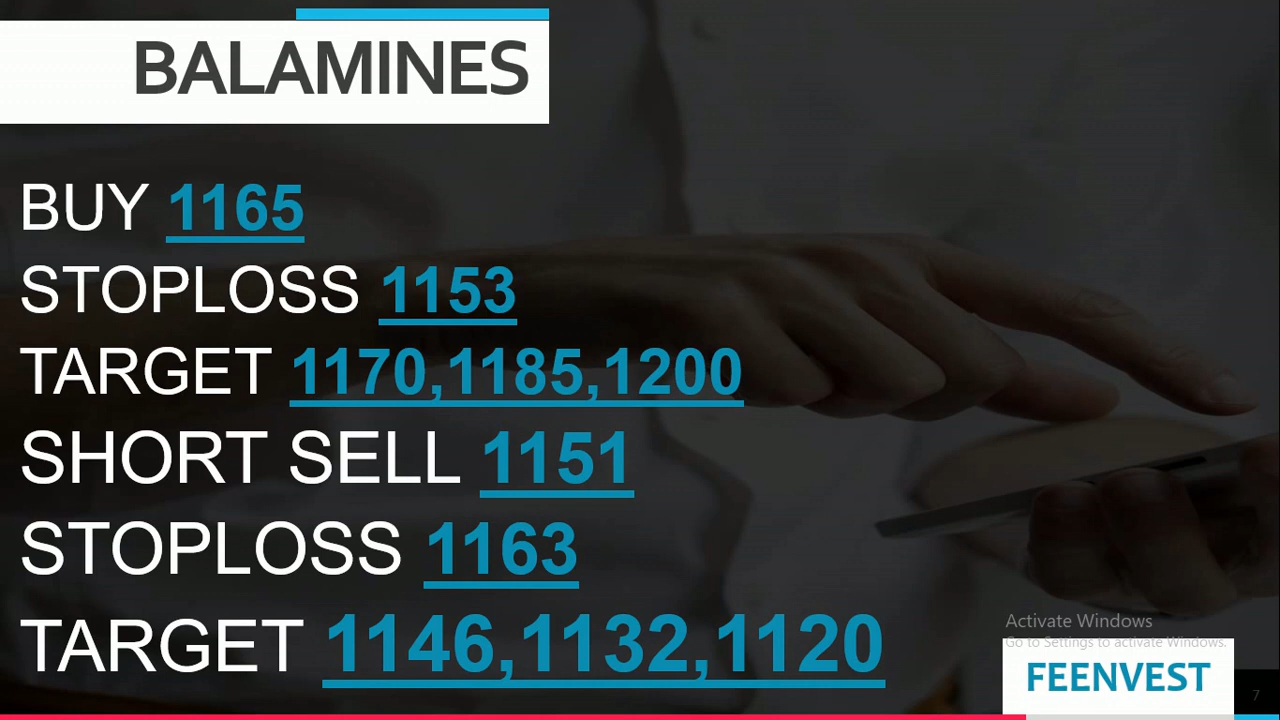 BALAMINES
BUY 1165
STOPLOSS 1153
TARGET 1170,1185,1200
SHORT SELL 1151
STOPLOSS 1163
TARGET 1146,1132,1120
Activate Windows
Go to Settings to activate Windows.
FEENVEST
7